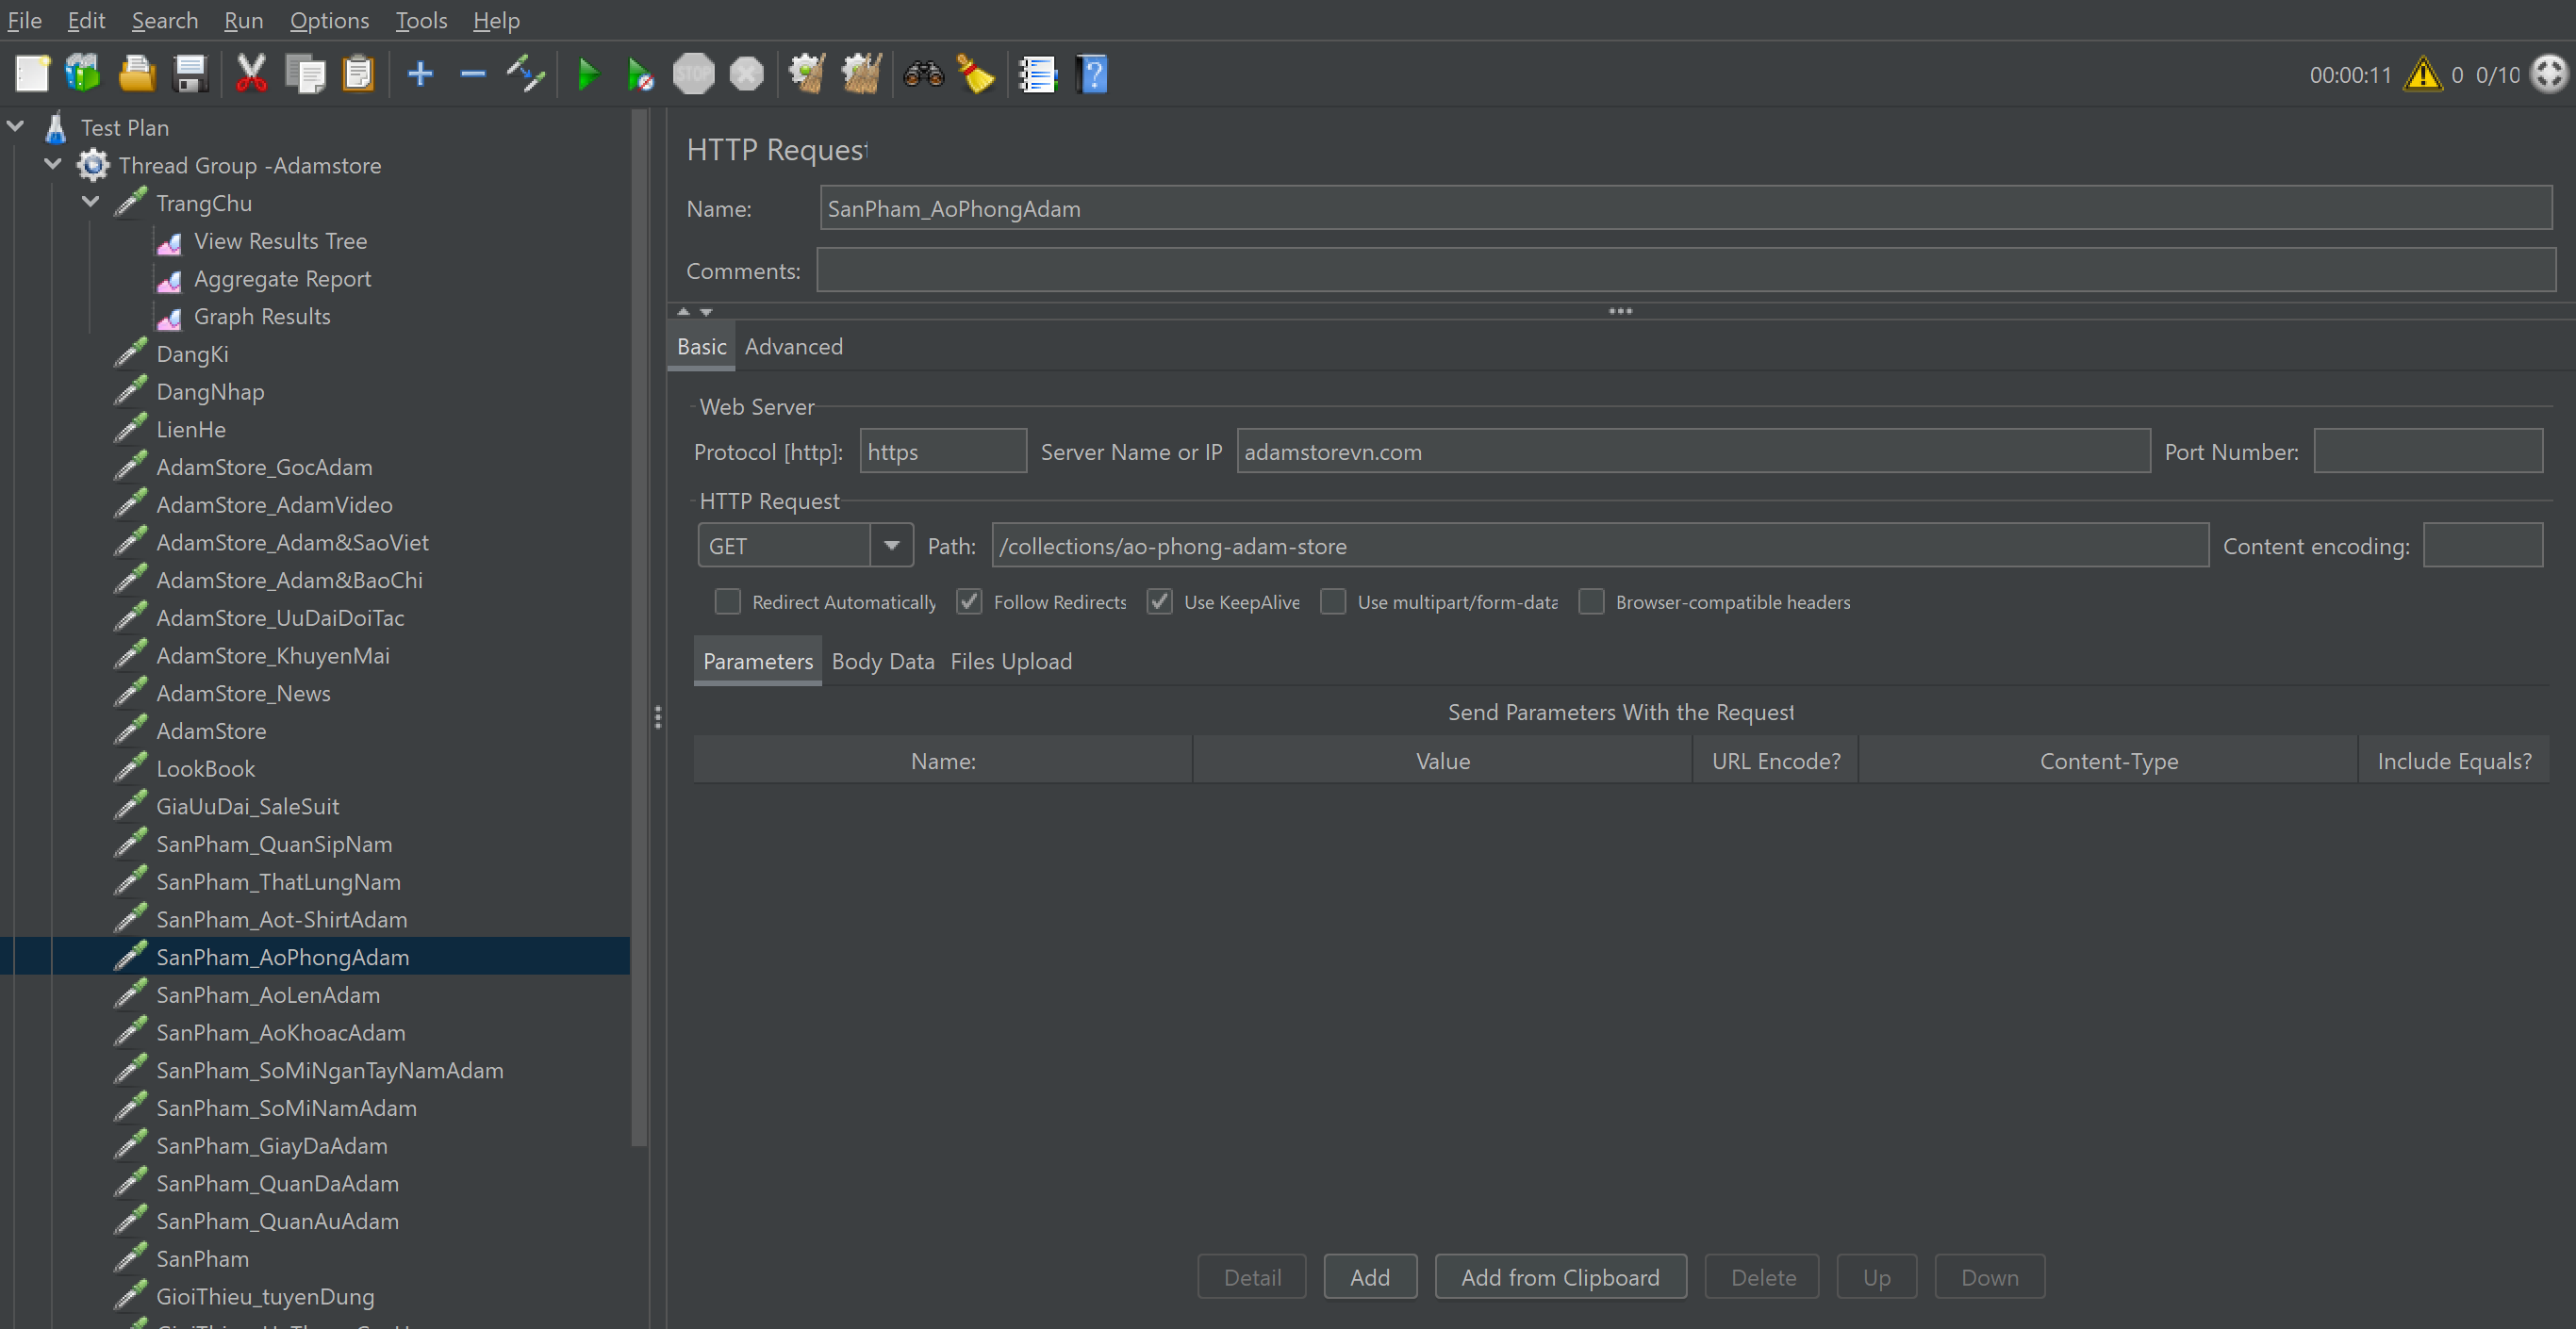 File Edit Search Run Options Tools Help
STOP
00:00:11 0 0/10
Test Plan
Thread Group -Adamstore
TrangChu
View Results Tree
Aggregate Report
Graph Results
DangKi
DangNhap
LienHe
AdamStore_GocAdam
AdamStore_AdamVideo
AdamStore_Adam&SaoViet
AdamStore_Adam&BaoChi
AdamStore_UuDaiDoiTac
AdamStore_KhuyenMai
AdamStore_News
AdamStore
LookBook
GiaUuDai_SaleSuit
SanPham_QuanSipNam
SanPham_ThatLungNam
SanPham_Aot-ShirtAdam
SanPham_AoPhongAdam
SanPham_AoLenAdam
SanPham_AoKhoacAdam
SanPham_SoMiNganTayNamAdam
SanPham_SoMiNamAdam
SanPham_GiayDaAdam
SanPham_QuanDaAdam
SanPham_QuanAuAdam
SanPham
GioiThieu_tuyenDung
HTTP Request
Name: SanPham_AoPhongAdam
Comments:
Basic Advanced
Web Server
Protocol [http]: https Server Name or IP adamstorevn.com Port Number:
HTTP Request
GET Path: /collections/ao-phong-adam-store Content encoding:
Redirect Automatically Follow Redirects Use KeepAlive Use multipart/form-data Browser-compatible headers
Parameters Body Data Files Upload
Send Parameters With the Request
Name: Value URL Encode? Content-Type Include Equals?
Detail Add Add from Clipboard Delete Up Down